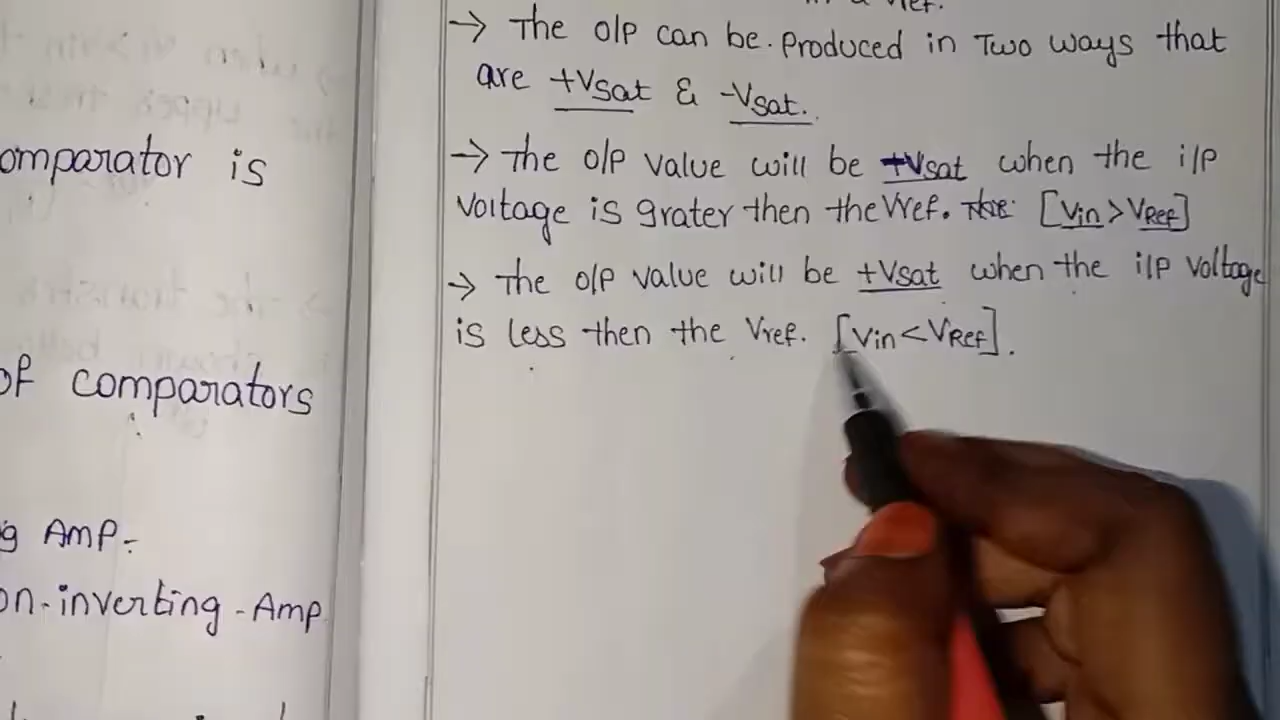 omparator is
of comparators
g Amp:-
on-inverting-Amp
→ The o/p can be. Produced in Two ways that
are +Vsat & -Vsat.
→ The o/p value will be +Vsat when the i/p
Voltage is grater then the Vref. [Vin > VRef]
→ The o/p value will be +Vsat when the i/p Voltage
is less then the Vref. [Vin < VRef].